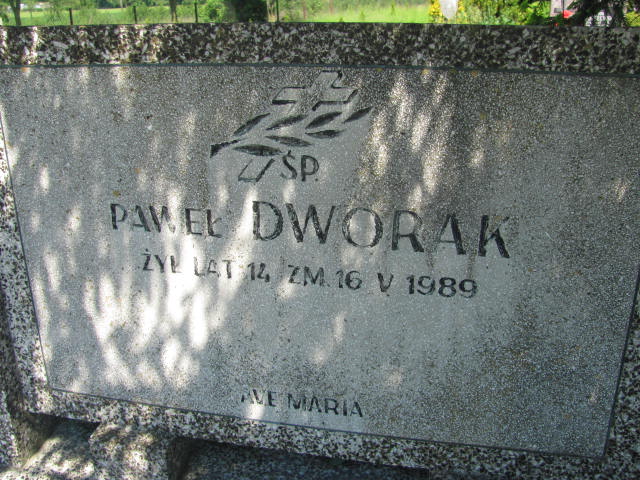 ŚP.
PAWEŁ DWORAK
ŻYŁ LAT 14 ZM. 16 V 1989
AVE MARIA